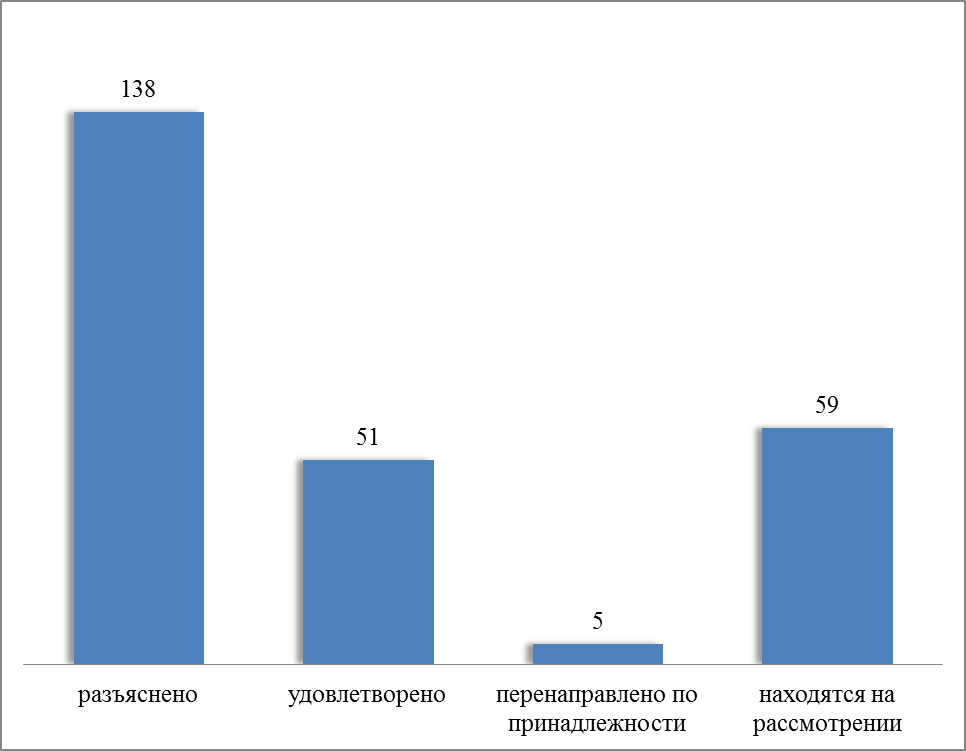 138
51
5
59
разъяснено
удовлетворено
перенаправлено по
принадлежности
находятся на
рассмотрении